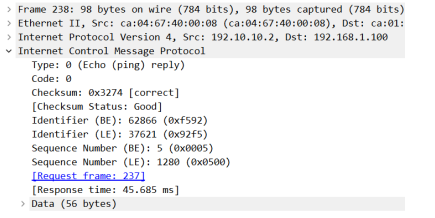 Frame 238: 98 bytes on wire (784 bits), 98 bytes captured (784 bits)
Ethernet II, Src: ca:04:67:40:00:08 (ca:04:67:40:00:08), Dst: ca:01:
Internet Protocol Version 4, Src: 192.10.10.2, Dst: 192.168.1.100
Internet Control Message Protocol
Type: 0 (Echo (ping) reply)
Code: 0
Checksum: 0x3274 [correct]
[Checksum Status: Good]
Identifier (BE): 62866 (0xf592)
Identifier (LE): 37621 (0x92f5)
Sequence Number (BE): 5 (0x0005)
Sequence Number (LE): 1280 (0x0500)
[Request frame: 237]
[Response time: 45.685 ms]
Data (56 bytes)